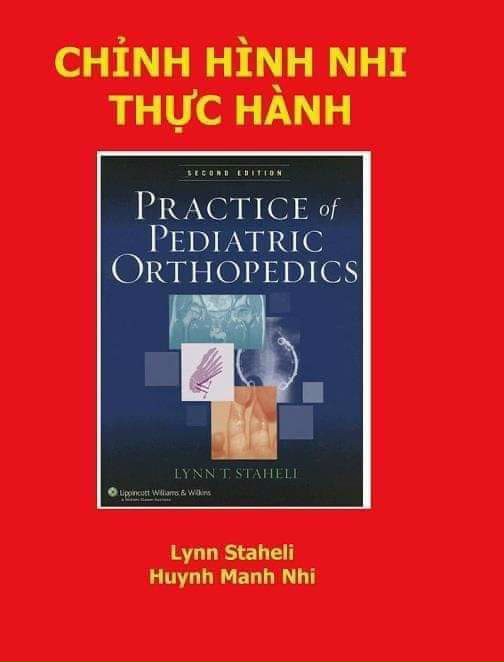 CHỈNH HÌNH NHI
THỰC HÀNH
SECOND EDITION
PRACTICE of
PEDIATRIC
ORTHOPEDICS
LYNN T. STAHELI
Lippincott Williams & Wilkins
Lynn Staheli
Huynh Manh Nhi